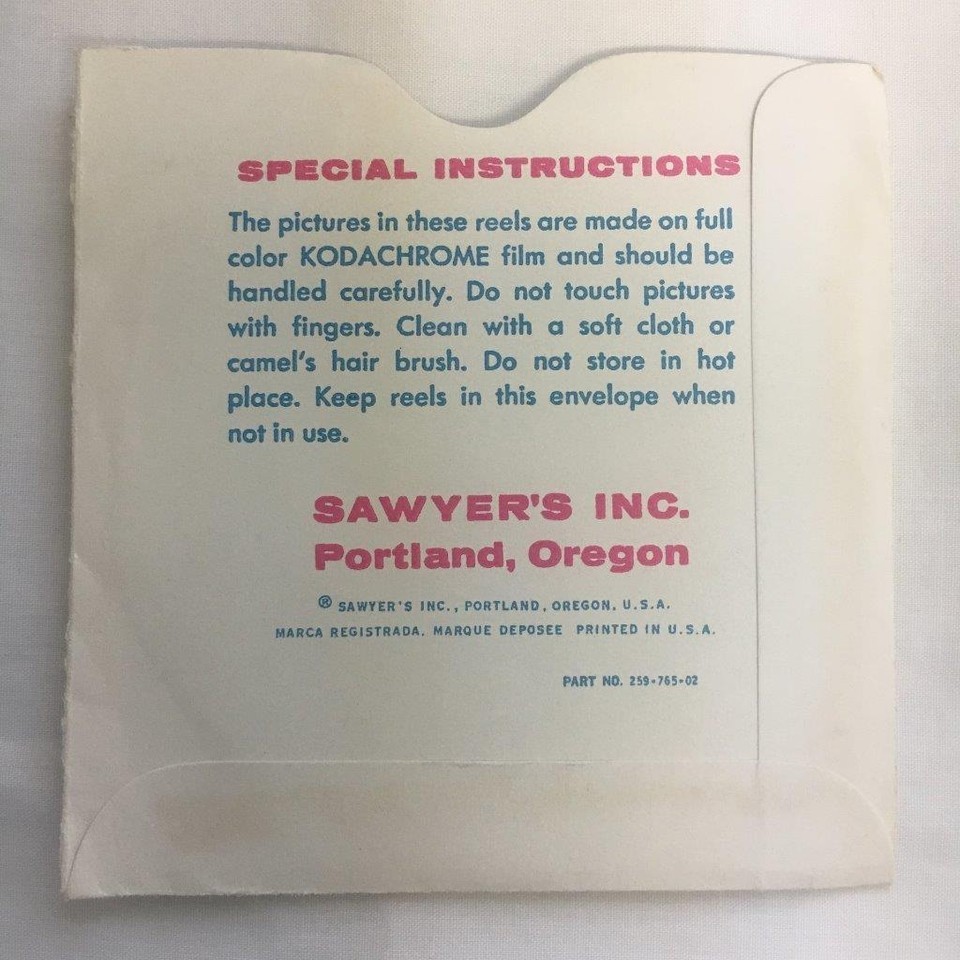 SPECIAL INSTRUCTIONS
The pictures in these reels are made on full
color KODACHROME film and should be
handled carefully. Do not touch pictures
with fingers. Clean with a soft cloth or
camel's hair brush. Do not store in hot
place. Keep reels in this envelope when
not in use.
SAWYER'S INC.
Portland, Oregon
® SAWYER'S INC., PORTLAND, OREGON, U.S.A.
MARCA REGISTRADA. MARQUE DEPOSEE PRINTED IN U.S.A.
PART NO. 259-765-02